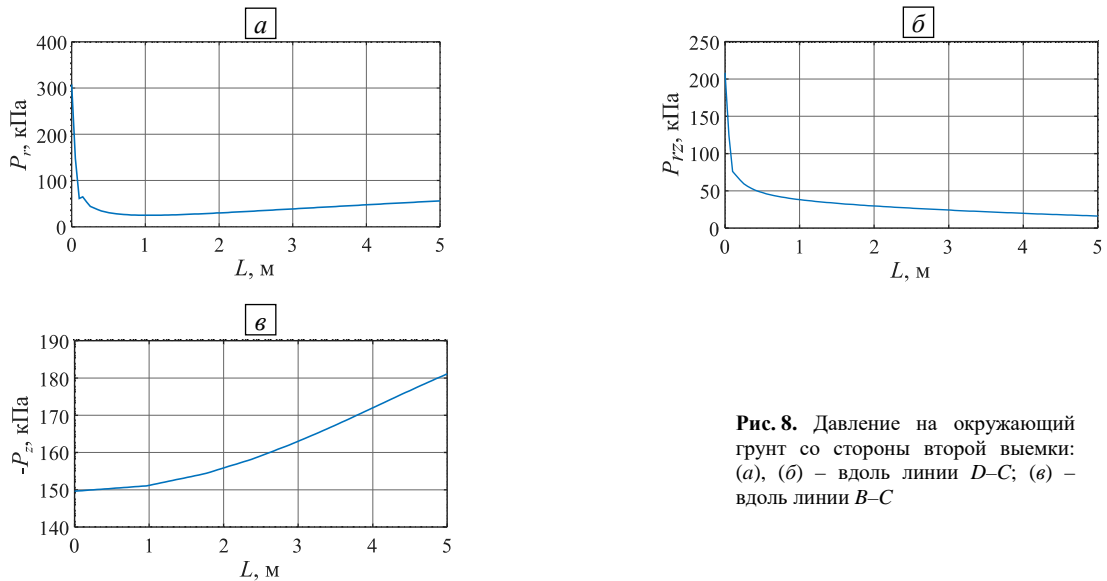 а
400
300
200
100
0
P_r, кПа
0 1 2 3 4 5
L, м
б
250
200
150
100
50
0
P_rz, кПа
0 1 2 3 4 5
L, м
в
190
180
170
160
150
140
-P_z, кПа
0 1 2 3 4 5
L, м
Рис. 8. Давление на окружающий
грунт со стороны второй выемки:
(а), (б) – вдоль линии D–C; (в) –
вдоль линии B–C